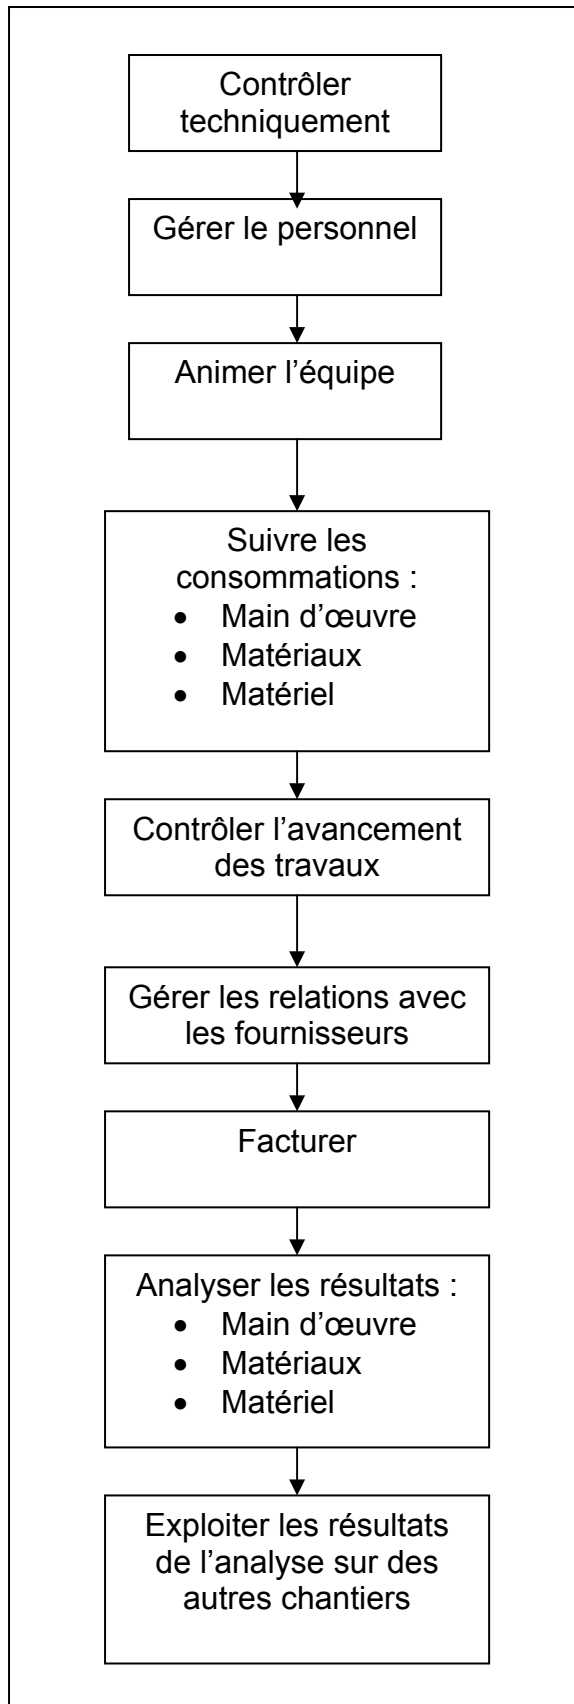 Contrôler
techniquement
Gérer le personnel
Animer l’équipe
Suivre les
consommations :
• Main d’œuvre
• Matériaux
• Matériel
Contrôler l’avancement
des travaux
Gérer les relations avec
les fournisseurs
Facturer
Analyser les résultats :
• Main d’œuvre
• Matériaux
• Matériel
Exploiter les résultats
de l’analyse sur des
autres chantiers